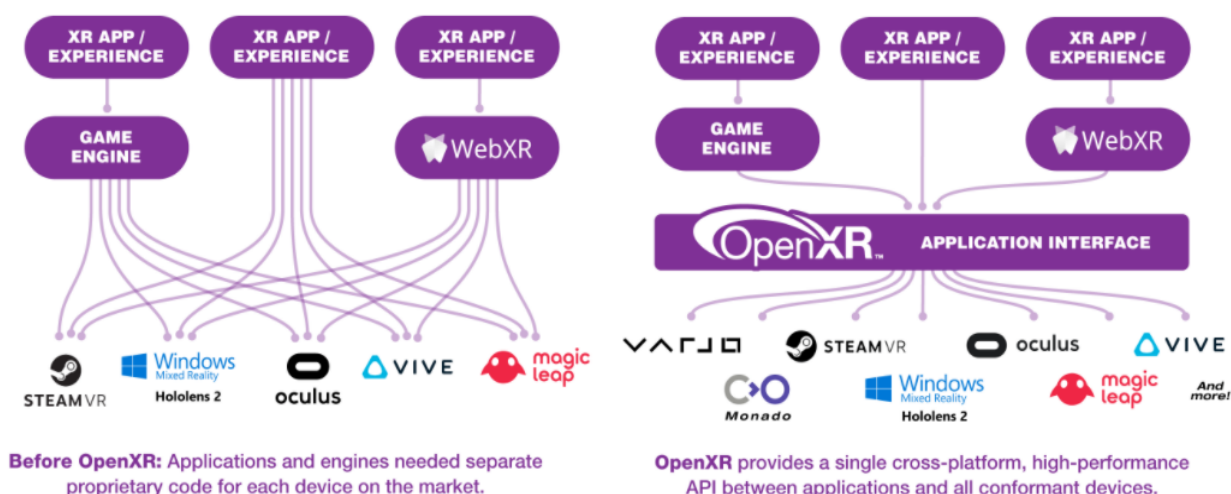 XR APP /
EXPERIENCE
XR APP /
EXPERIENCE
XR APP /
EXPERIENCE
GAME
ENGINE
WebXR
STEAMVR
Windows
Mixed Reality
Hololens 2
oculus
VIVE
magic
leap
Before OpenXR: Applications and engines needed separate
proprietary code for each device on the market.
XR APP /
EXPERIENCE
XR APP /
EXPERIENCE
XR APP /
EXPERIENCE
GAME
ENGINE
WebXR
OpenXR™ APPLICATION INTERFACE
VARJO
STEAMVR
oculus
VIVE
Monado
Windows
Mixed Reality
Hololens 2
magic
leap
And
more!
OpenXR provides a single cross-platform, high-performance
API between applications and all conformant devices.